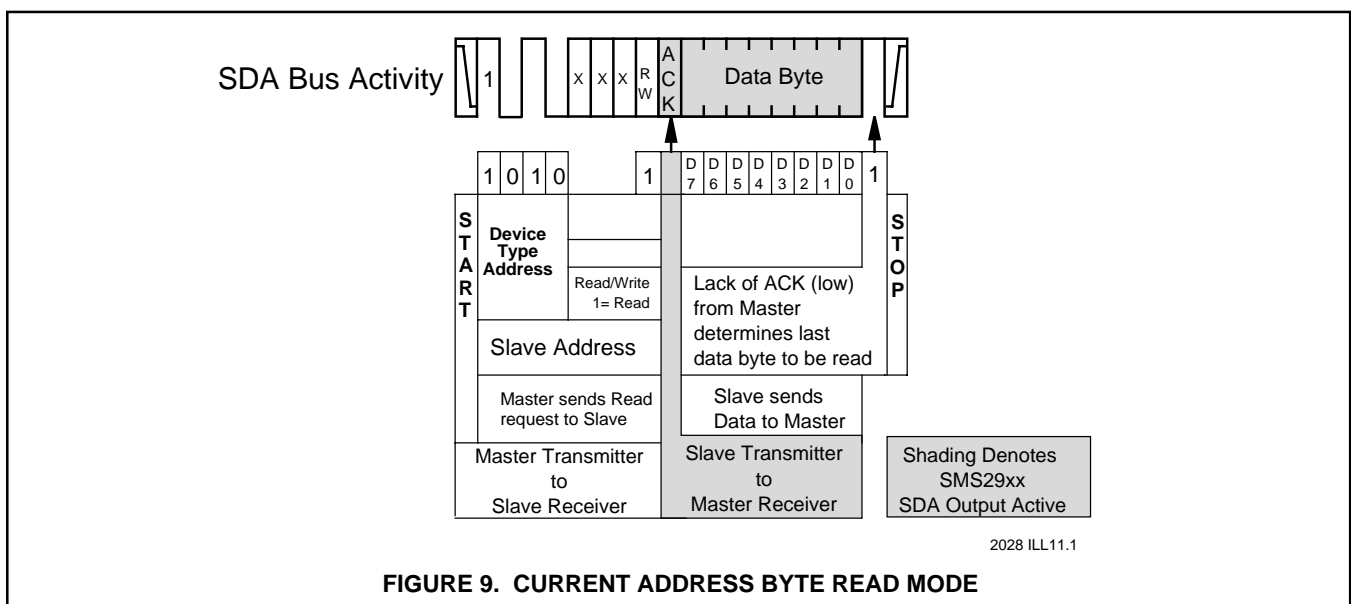 SDA Bus Activity
1
X X X
R
W
A
C
K
Data Byte
1 0 1 0
1
D D D D D D D D
7 6 5 4 3 2 1 0
1
S
T
A
R
T
Device
Type
Address
Read/Write
1= Read
Slave Address
Master sends Read
request to Slave
Master Transmitter
to
Slave Receiver
Lack of ACK (low)
from Master
determines last
data byte to be read
Slave sends
Data to Master
Slave Transmitter
to
Master Receiver
S
T
O
P
Shading Denotes
SMS29xx
SDA Output Active
2028 ILL11.1
FIGURE 9. CURRENT ADDRESS BYTE READ MODE